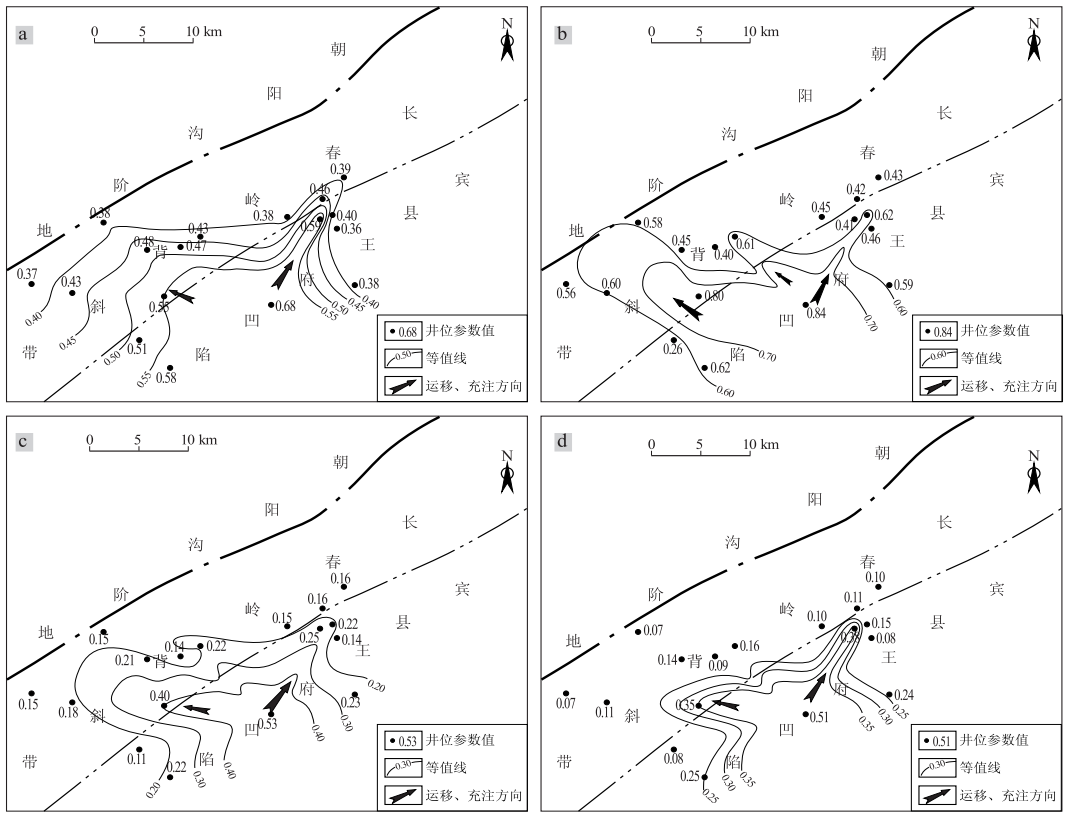 a
0 5 10 km
N
朝
阳
沟
阶
地
长
春
岭
背
斜
带
宾
县
王
府
凹
陷
0.39
0.46
0.38
0.40
0.36
0.38
0.43
0.48
0.47
0.38
0.37
0.43
0.68
0.51
0.58
0.40
0.45
0.50
0.55
0.55
0.50
0.45
0.40
0.68 井位参数值
0.50 等值线
运移、充注方向
b
0 5 10 km
N
朝
阳
沟
阶
地
长
春
岭
背
斜
带
宾
县
王
府
凹
陷
0.43
0.42
0.45
0.62
0.41
0.46
0.58
0.61
0.45
0.40
0.56
0.60
0.80
0.84
0.59
0.26
0.62
0.60
0.70
0.70
0.60
0.84 井位参数值
0.60 等值线
运移、充注方向
c
0 5 10 km
N
朝
阳
沟
阶
地
长
春
岭
背
斜
带
宾
县
王
府
凹
陷
0.16
0.16
0.15
0.22
0.25
0.14
0.15
0.22
0.14
0.21
0.15
0.18
0.40
0.53
0.23
0.11
0.22
0.20
0.30
0.40
0.40
0.30
0.20
0.53 井位参数值
0.30 等值线
运移、充注方向
d
0 5 10 km
N
朝
阳
沟
阶
地
长
春
岭
背
斜
带
宾
县
王
府
凹
陷
0.10
0.11
0.10
0.15
0.08
0.07
0.16
0.14
0.09
0.07
0.11
0.35
0.51
0.24
0.08
0.25
0.25
0.30
0.35
0.35
0.30
0.25
0.51 井位参数值
0.30 等值线
运移、充注方向